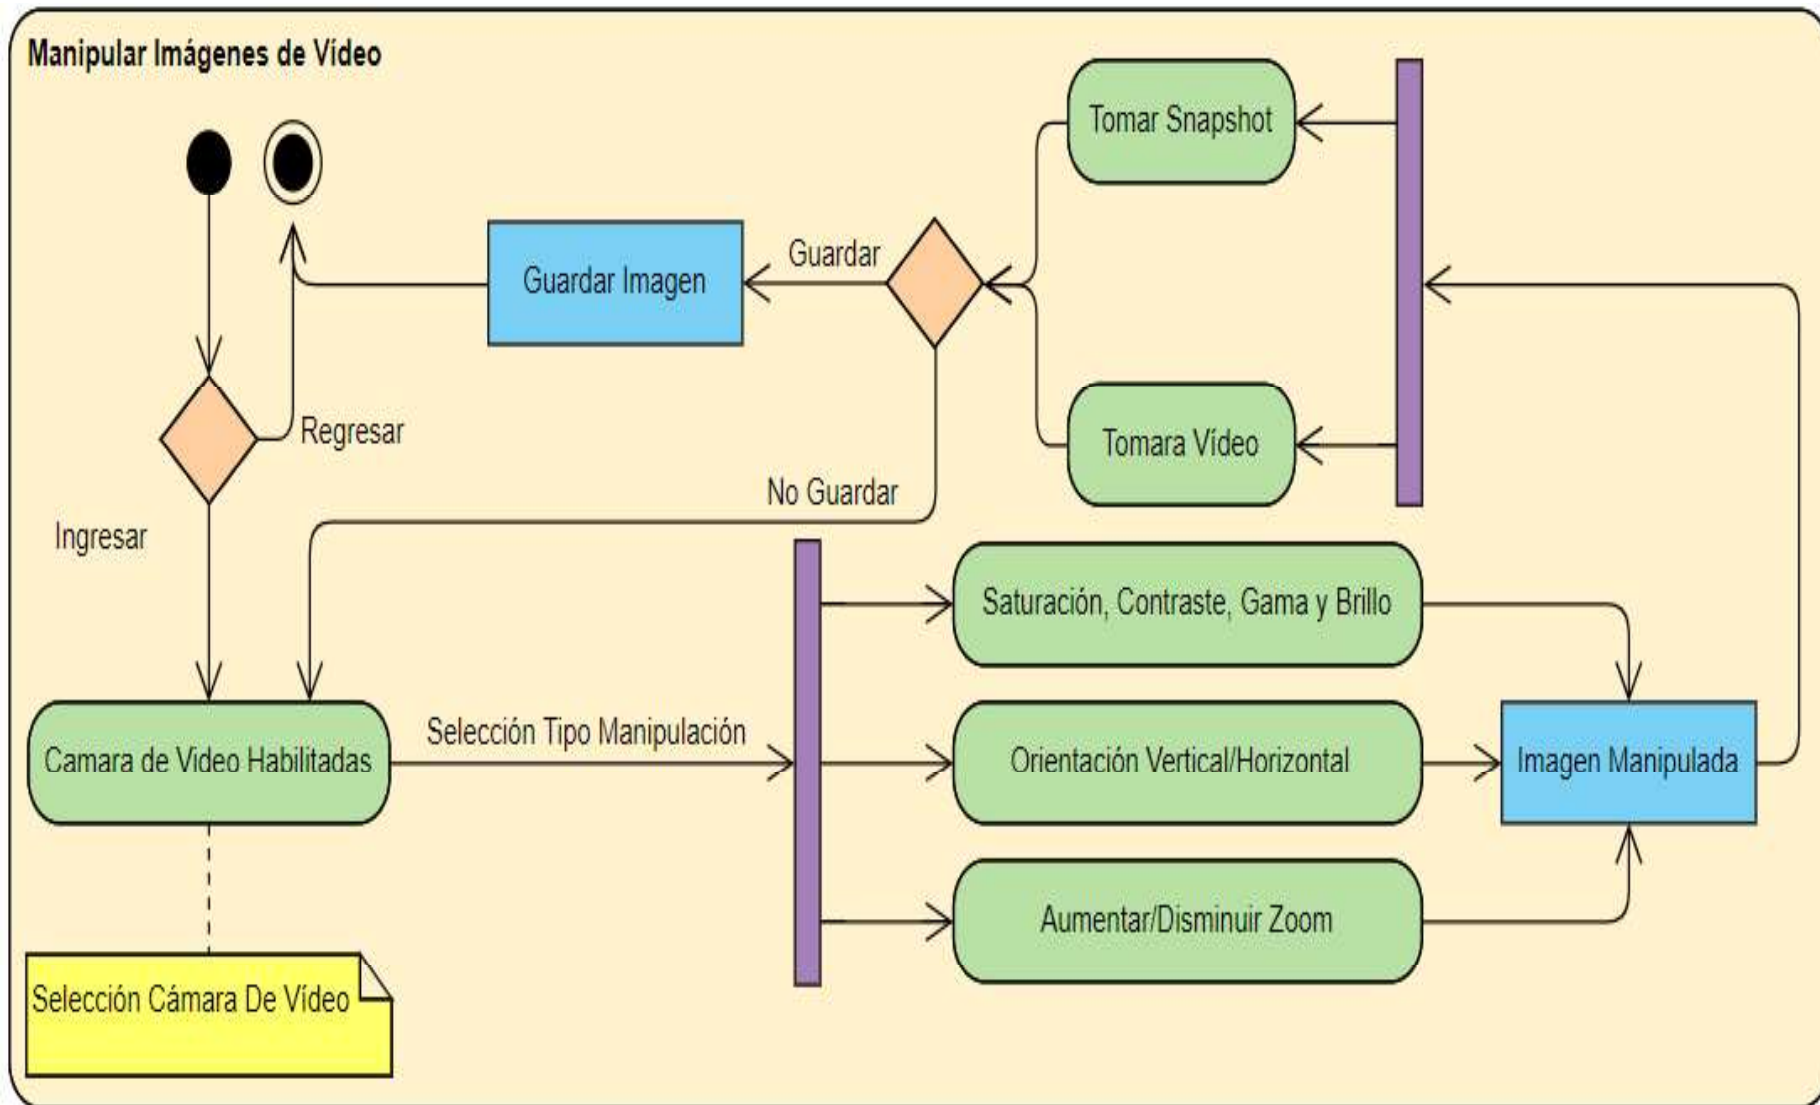 Manipular Imágenes de Vídeo
Tomar Snapshot
Guardar
Guardar Imagen
Regresar
Tomara Vídeo
No Guardar
Ingresar
Saturación, Contraste, Gama y Brillo
Selección Tipo Manipulación
Camara de Video Habilitadas
Orientación Vertical/Horizontal
Imagen Manipulada
Aumentar/Disminuir Zoom
Selección Cámara De Vídeo